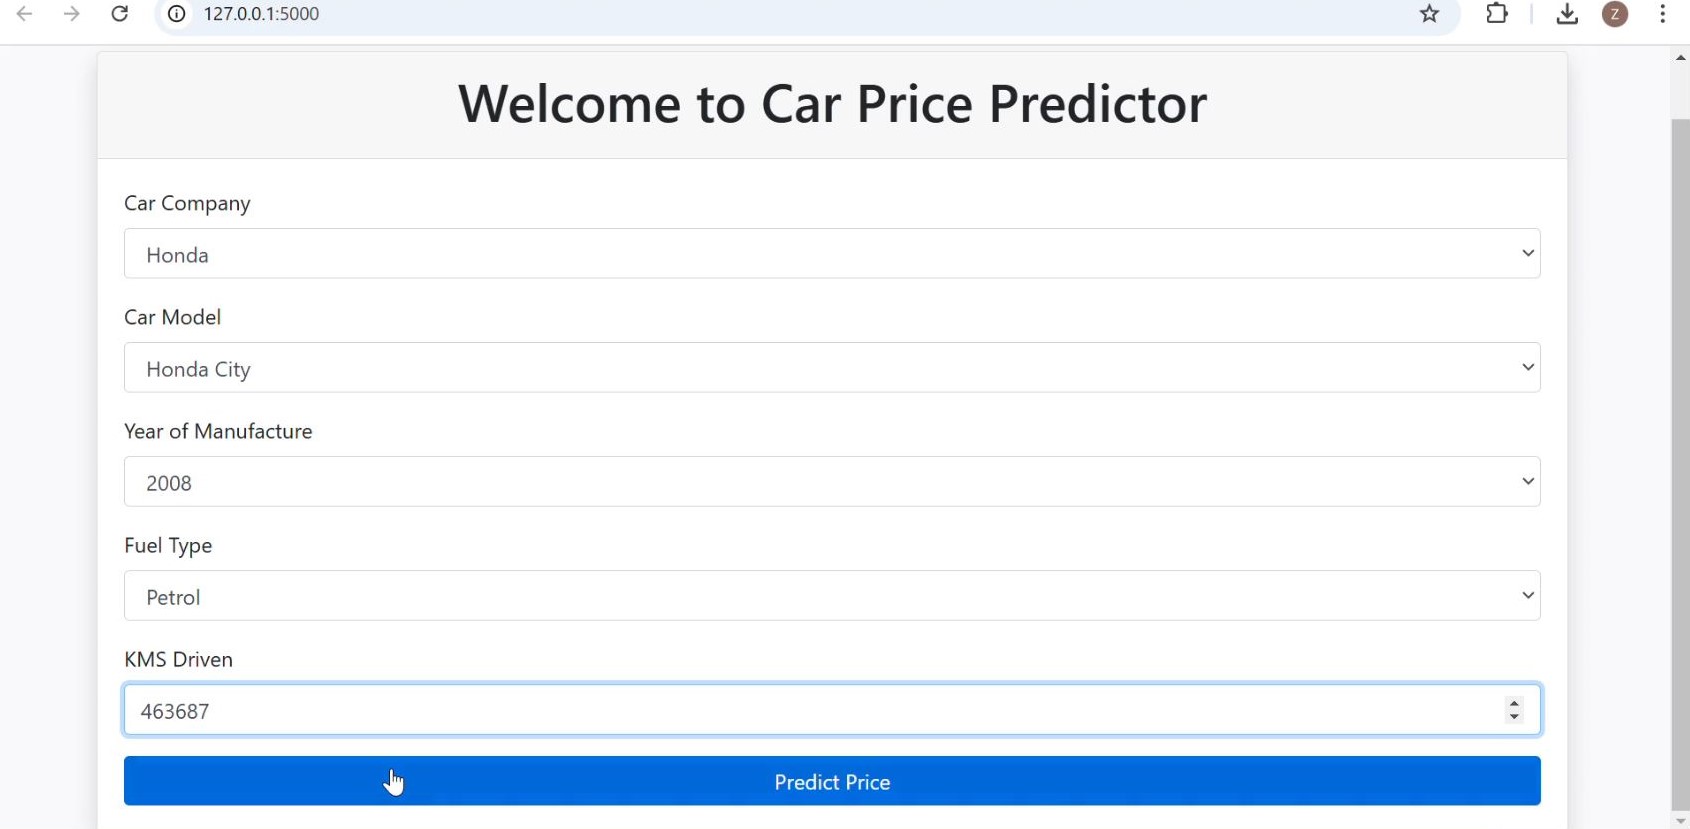 127.0.0.1:5000
Z
Welcome to Car Price Predictor
Car Company
Honda
Car Model
Honda City
Year of Manufacture
2008
Fuel Type
Petrol
KMS Driven
463687
Predict Price